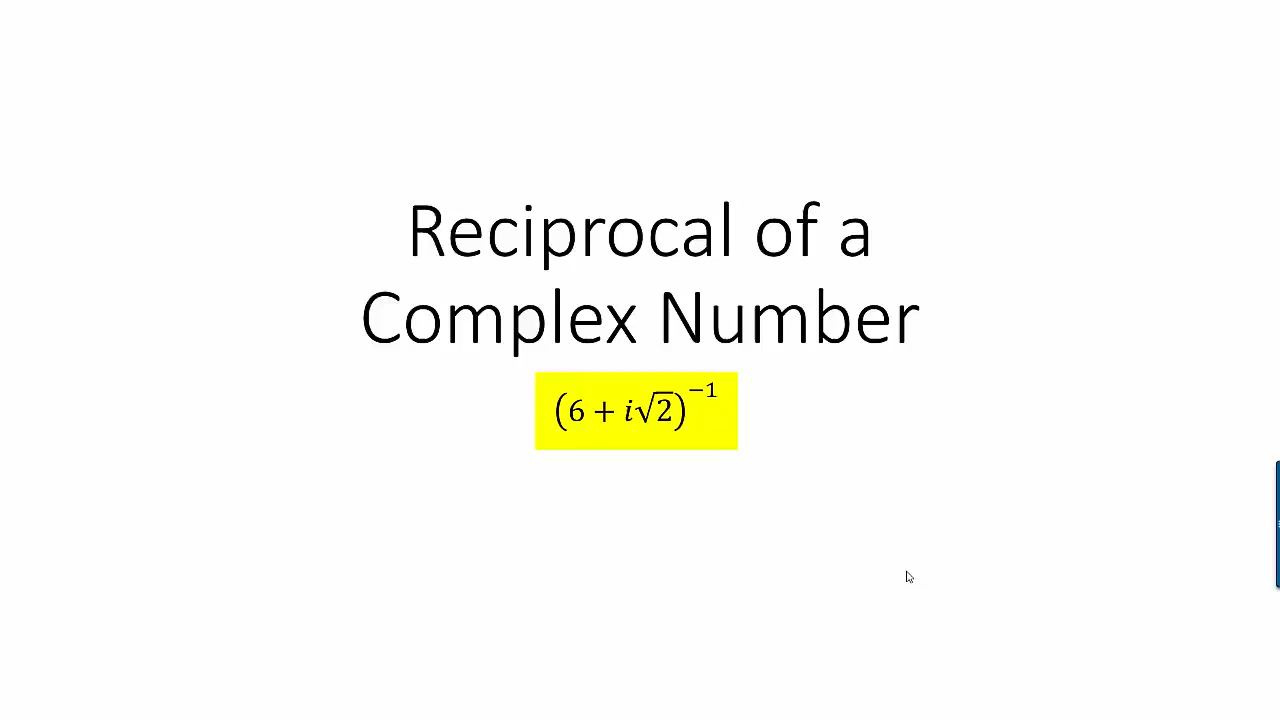 Reciprocal of a
Complex Number
(6 + i√2)⁻¹